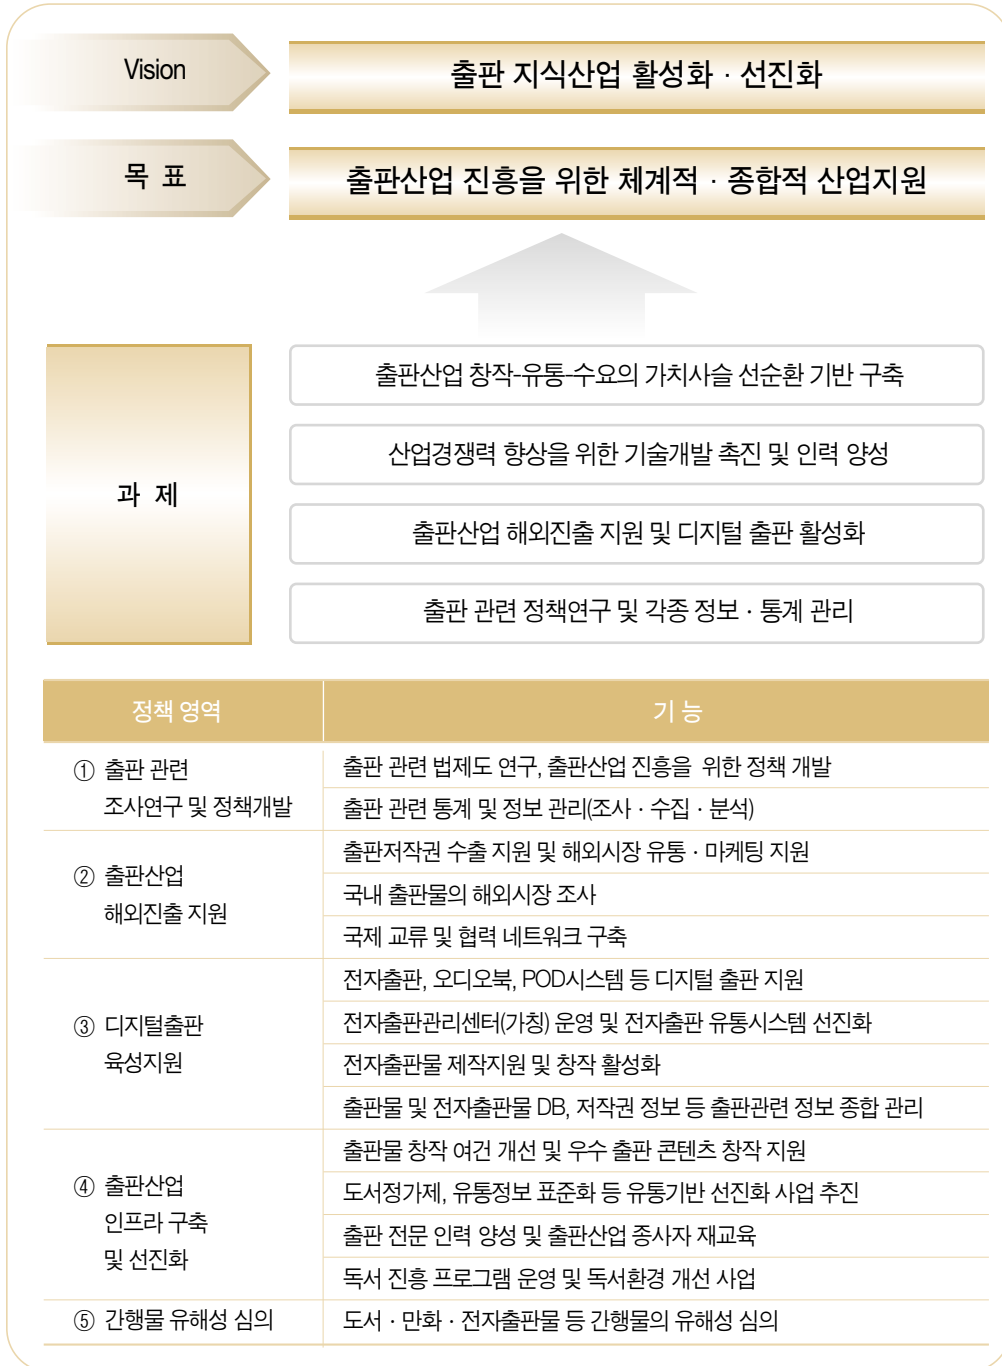 Vision
출판 지식산업 활성화 · 선진화
목 표
출판산업 진흥을 위한 체계적 · 종합적 산업지원
과 제
출판산업 창작-유통-수요의 가치사슬 선순환 기반 구축
산업경쟁력 향상을 위한 기술개발 촉진 및 인력 양성
출판산업 해외진출 지원 및 디지털 출판 활성화
출판 관련 정책연구 및 각종 정보 · 통계 관리
정책 영역
기 능
① 출판 관련
조사연구 및 정책개발
출판 관련 법제도 연구, 출판산업 진흥을 위한 정책 개발
출판 관련 통계 및 정보 관리(조사 · 수집 · 분석)
② 출판산업
해외진출 지원
출판저작권 수출 지원 및 해외시장 유통 · 마케팅 지원
국내 출판물의 해외시장 조사
국제 교류 및 협력 네트워크 구축
③ 디지털출판
육성지원
전자출판, 오디오북, POD시스템 등 디지털 출판 지원
전자출판관리센터(가칭) 운영 및 전자출판 유통시스템 선진화
전자출판물 제작지원 및 창작 활성화
출판물 및 전자출판물 DB, 저작권 정보 등 출판관련 정보 종합 관리
④ 출판산업
인프라 구축
및 선진화
출판물 창작 여건 개선 및 우수 출판 콘텐츠 창작 지원
도서정가제, 유통정보 표준화 등 유통기반 선진화 사업 추진
출판 전문 인력 양성 및 출판산업 종사자 재교육
독서 진흥 프로그램 운영 및 독서환경 개선 사업
⑤ 간행물 유해성 심의
도서 · 만화 · 전자출판물 등 간행물의 유해성 심의